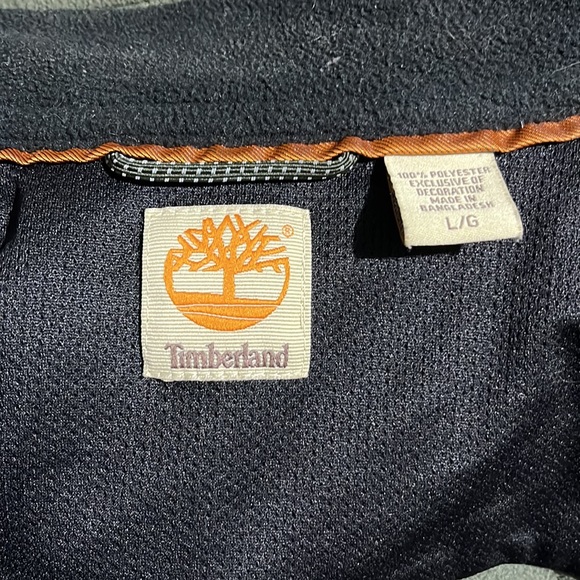 ®
Timberland
100% POLYESTER
EXCLUSIVE OF
DECORATION
MADE IN
BANGLADESH
L/G